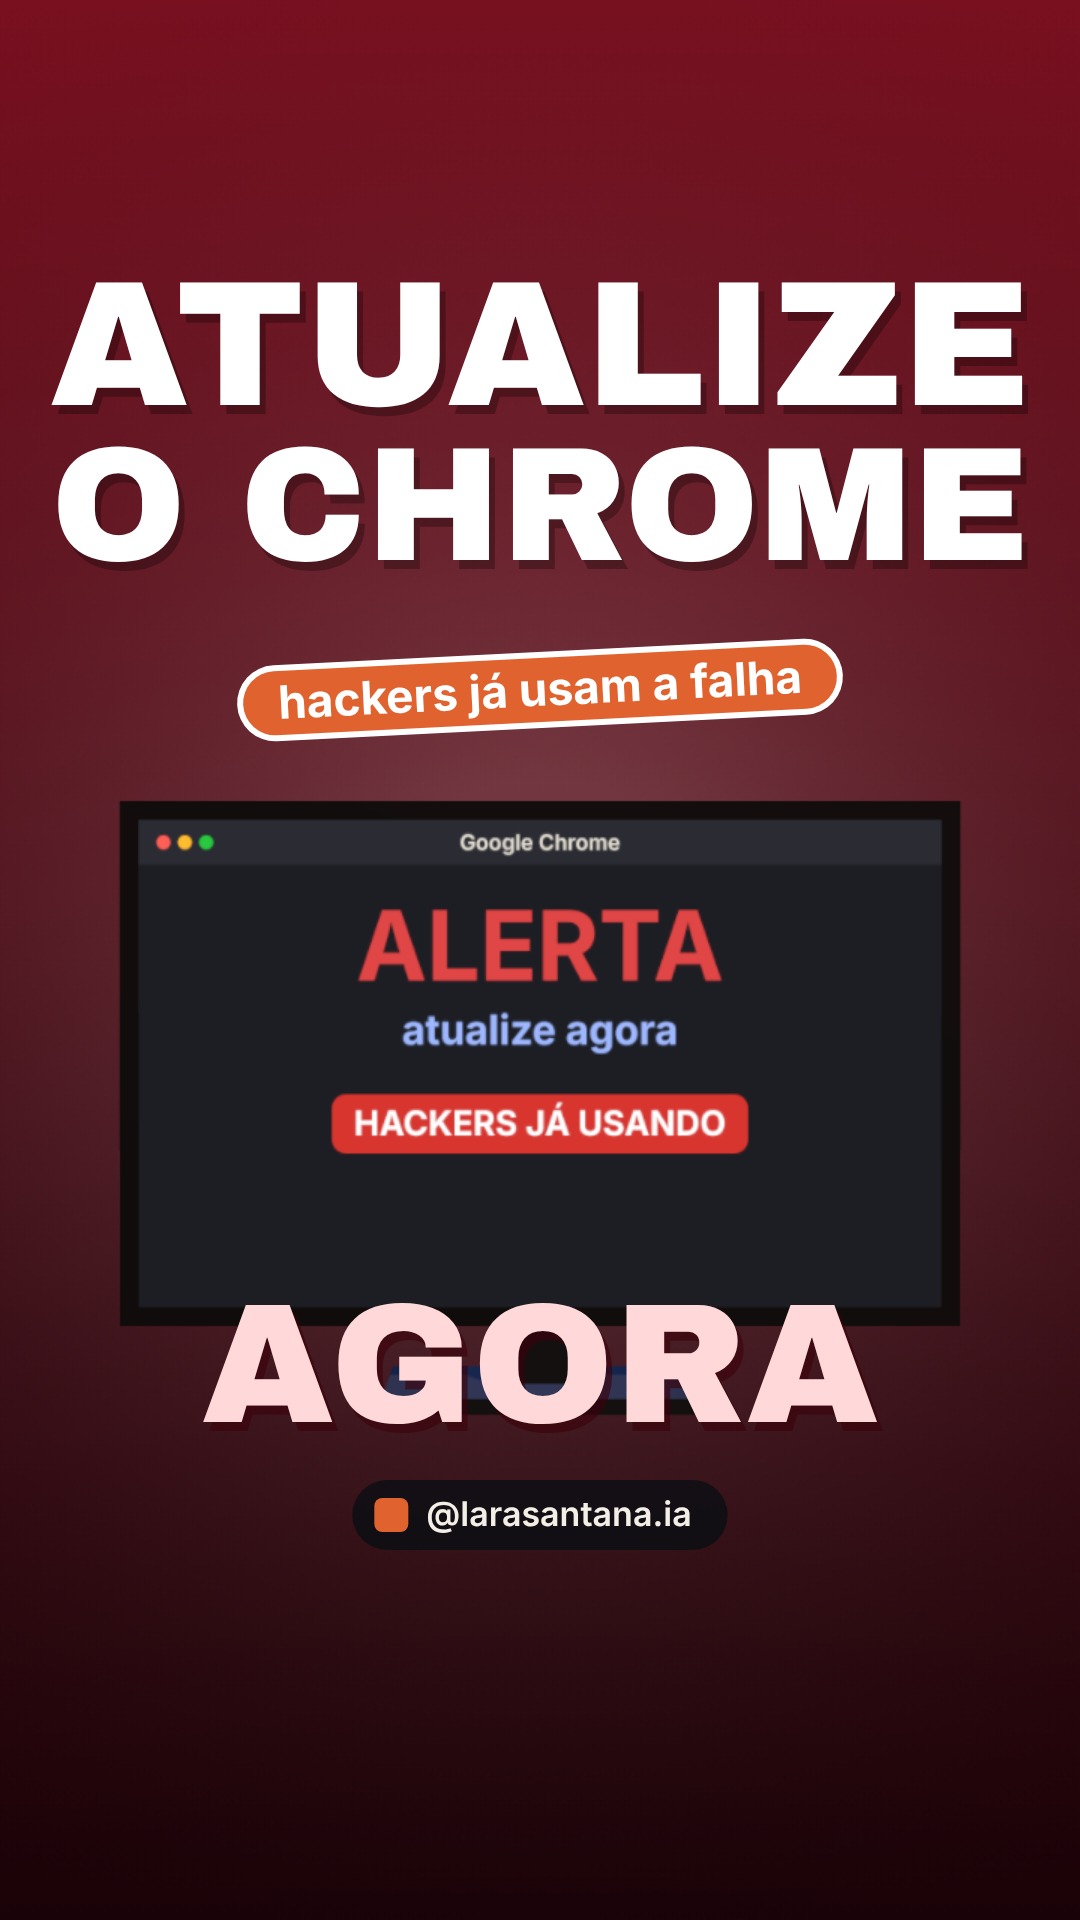 ATUALIZE
O CHROME
hackers já usam a falha
Google Chrome
ALERTA
atualize agora
HACKERS JÁ USANDO
AGORA
@larasantana.ia